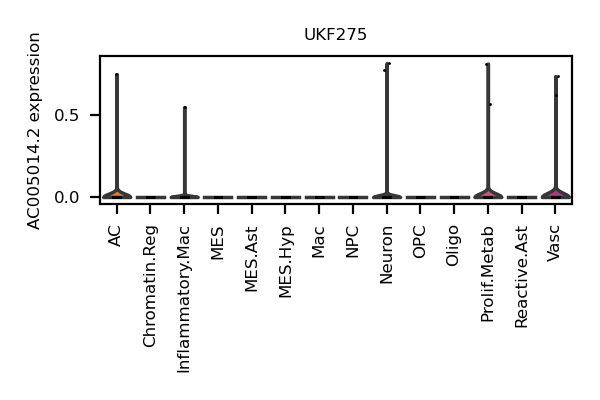 UKF275
AC005014.2 expression
0.5
0.0
AC
Chromatin.Reg
Inflammatory.Mac
MES
MES.Ast
MES.Hyp
Mac
NPC
Neuron
OPC
Oligo
Prolif.Metab
Reactive.Ast
Vasc